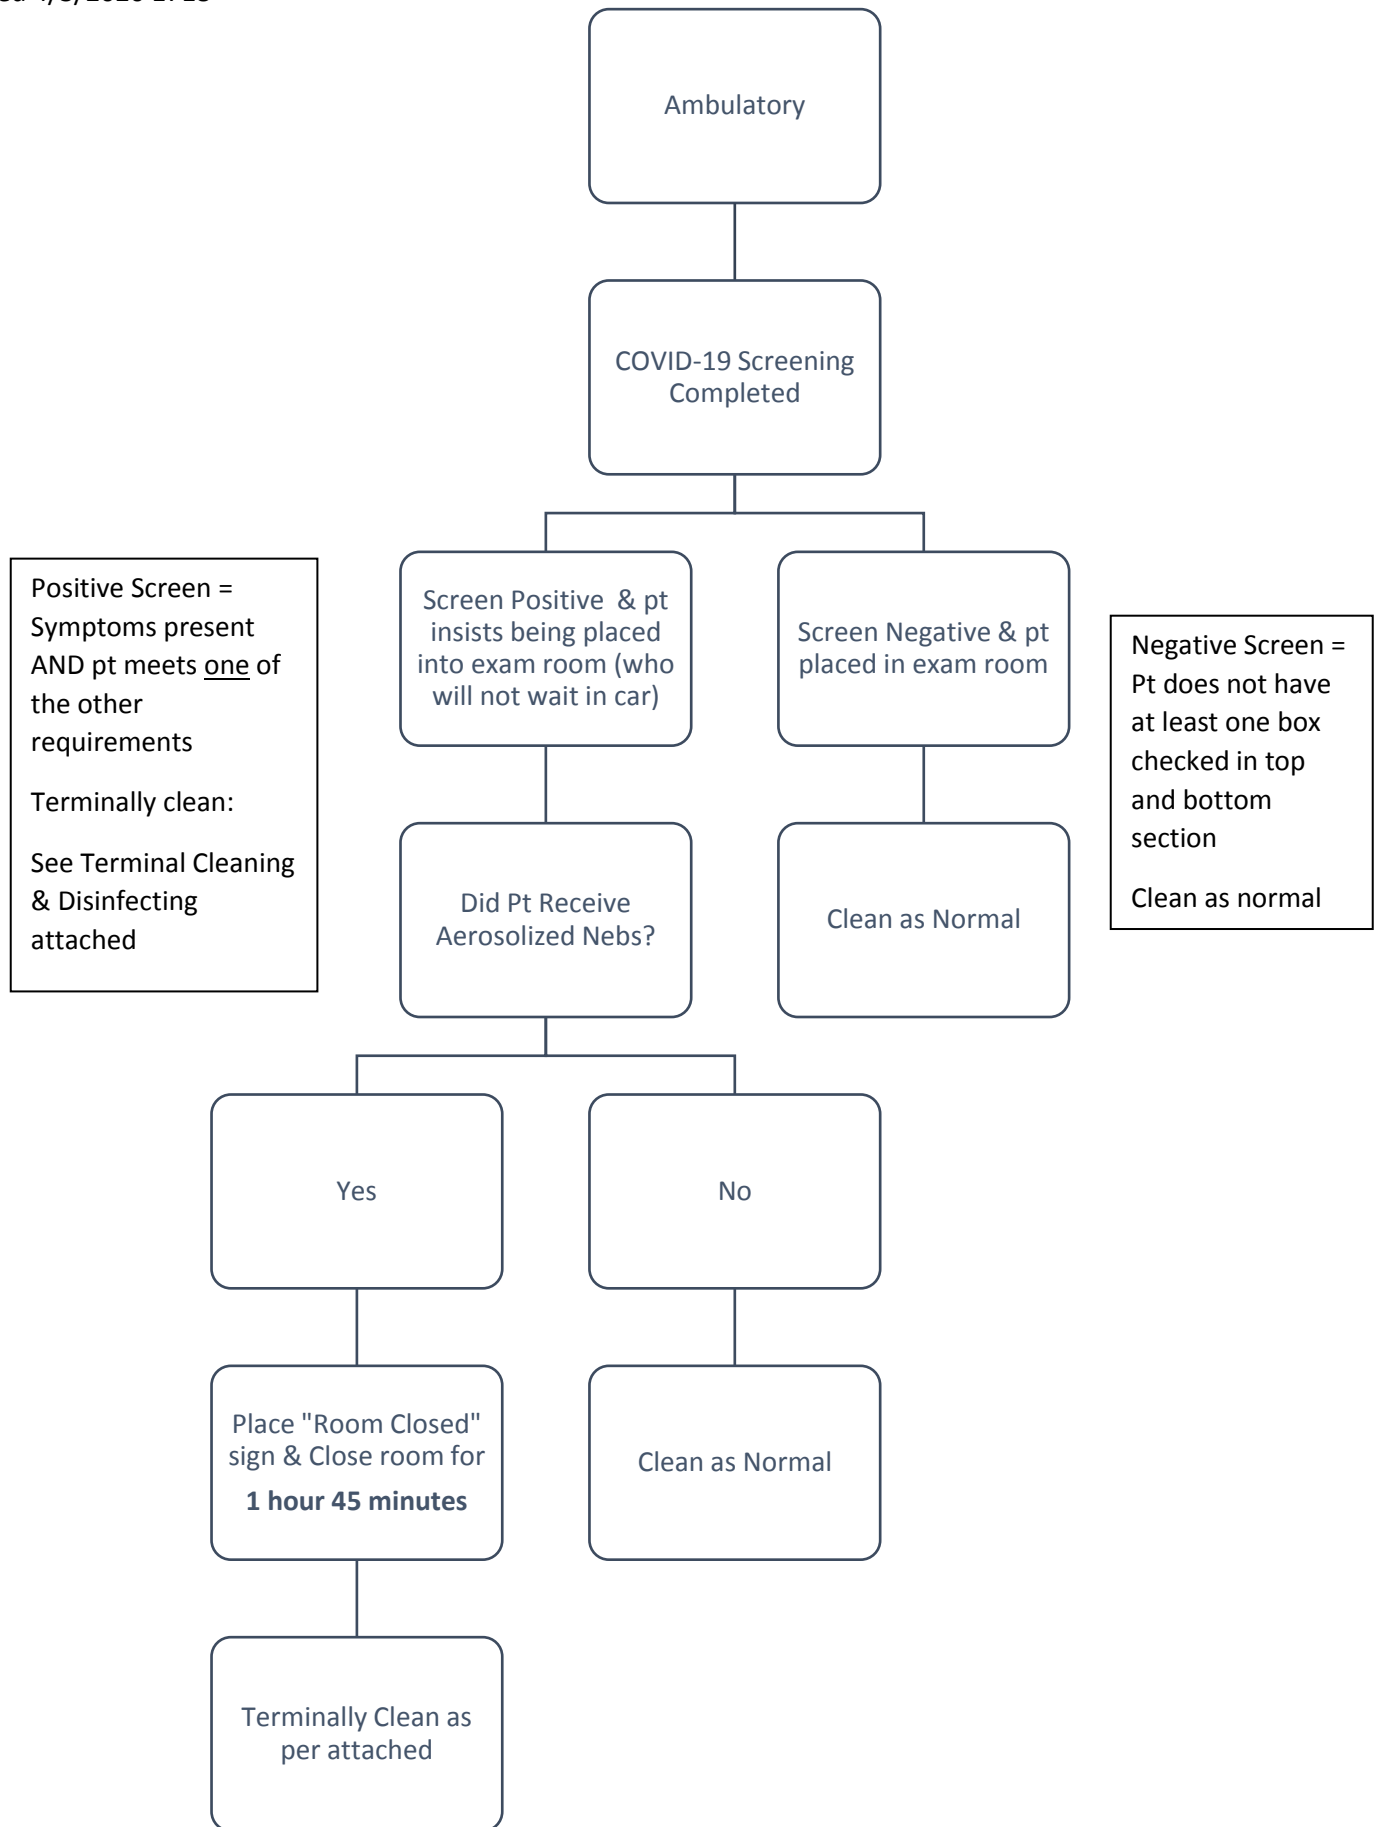 Ambulatory
COVID-19 Screening
Completed
Positive Screen =
Symptoms present
AND pt meets one of
the other
requirements
Terminally clean:
See Terminal Cleaning
& Disinfecting
attached
Screen Positive & pt
insists being placed
into exam room (who
will not wait in car)
Screen Negative & pt
placed in exam room
Negative Screen =
Pt does not have
at least one box
checked in top
and bottom
section
Clean as normal
Did Pt Receive
Aerosolized Nebs?
Clean as Normal
Yes
No
Place "Room Closed"
sign & Close room for
1 hour 45 minutes
Clean as Normal
Terminally Clean as
per attached